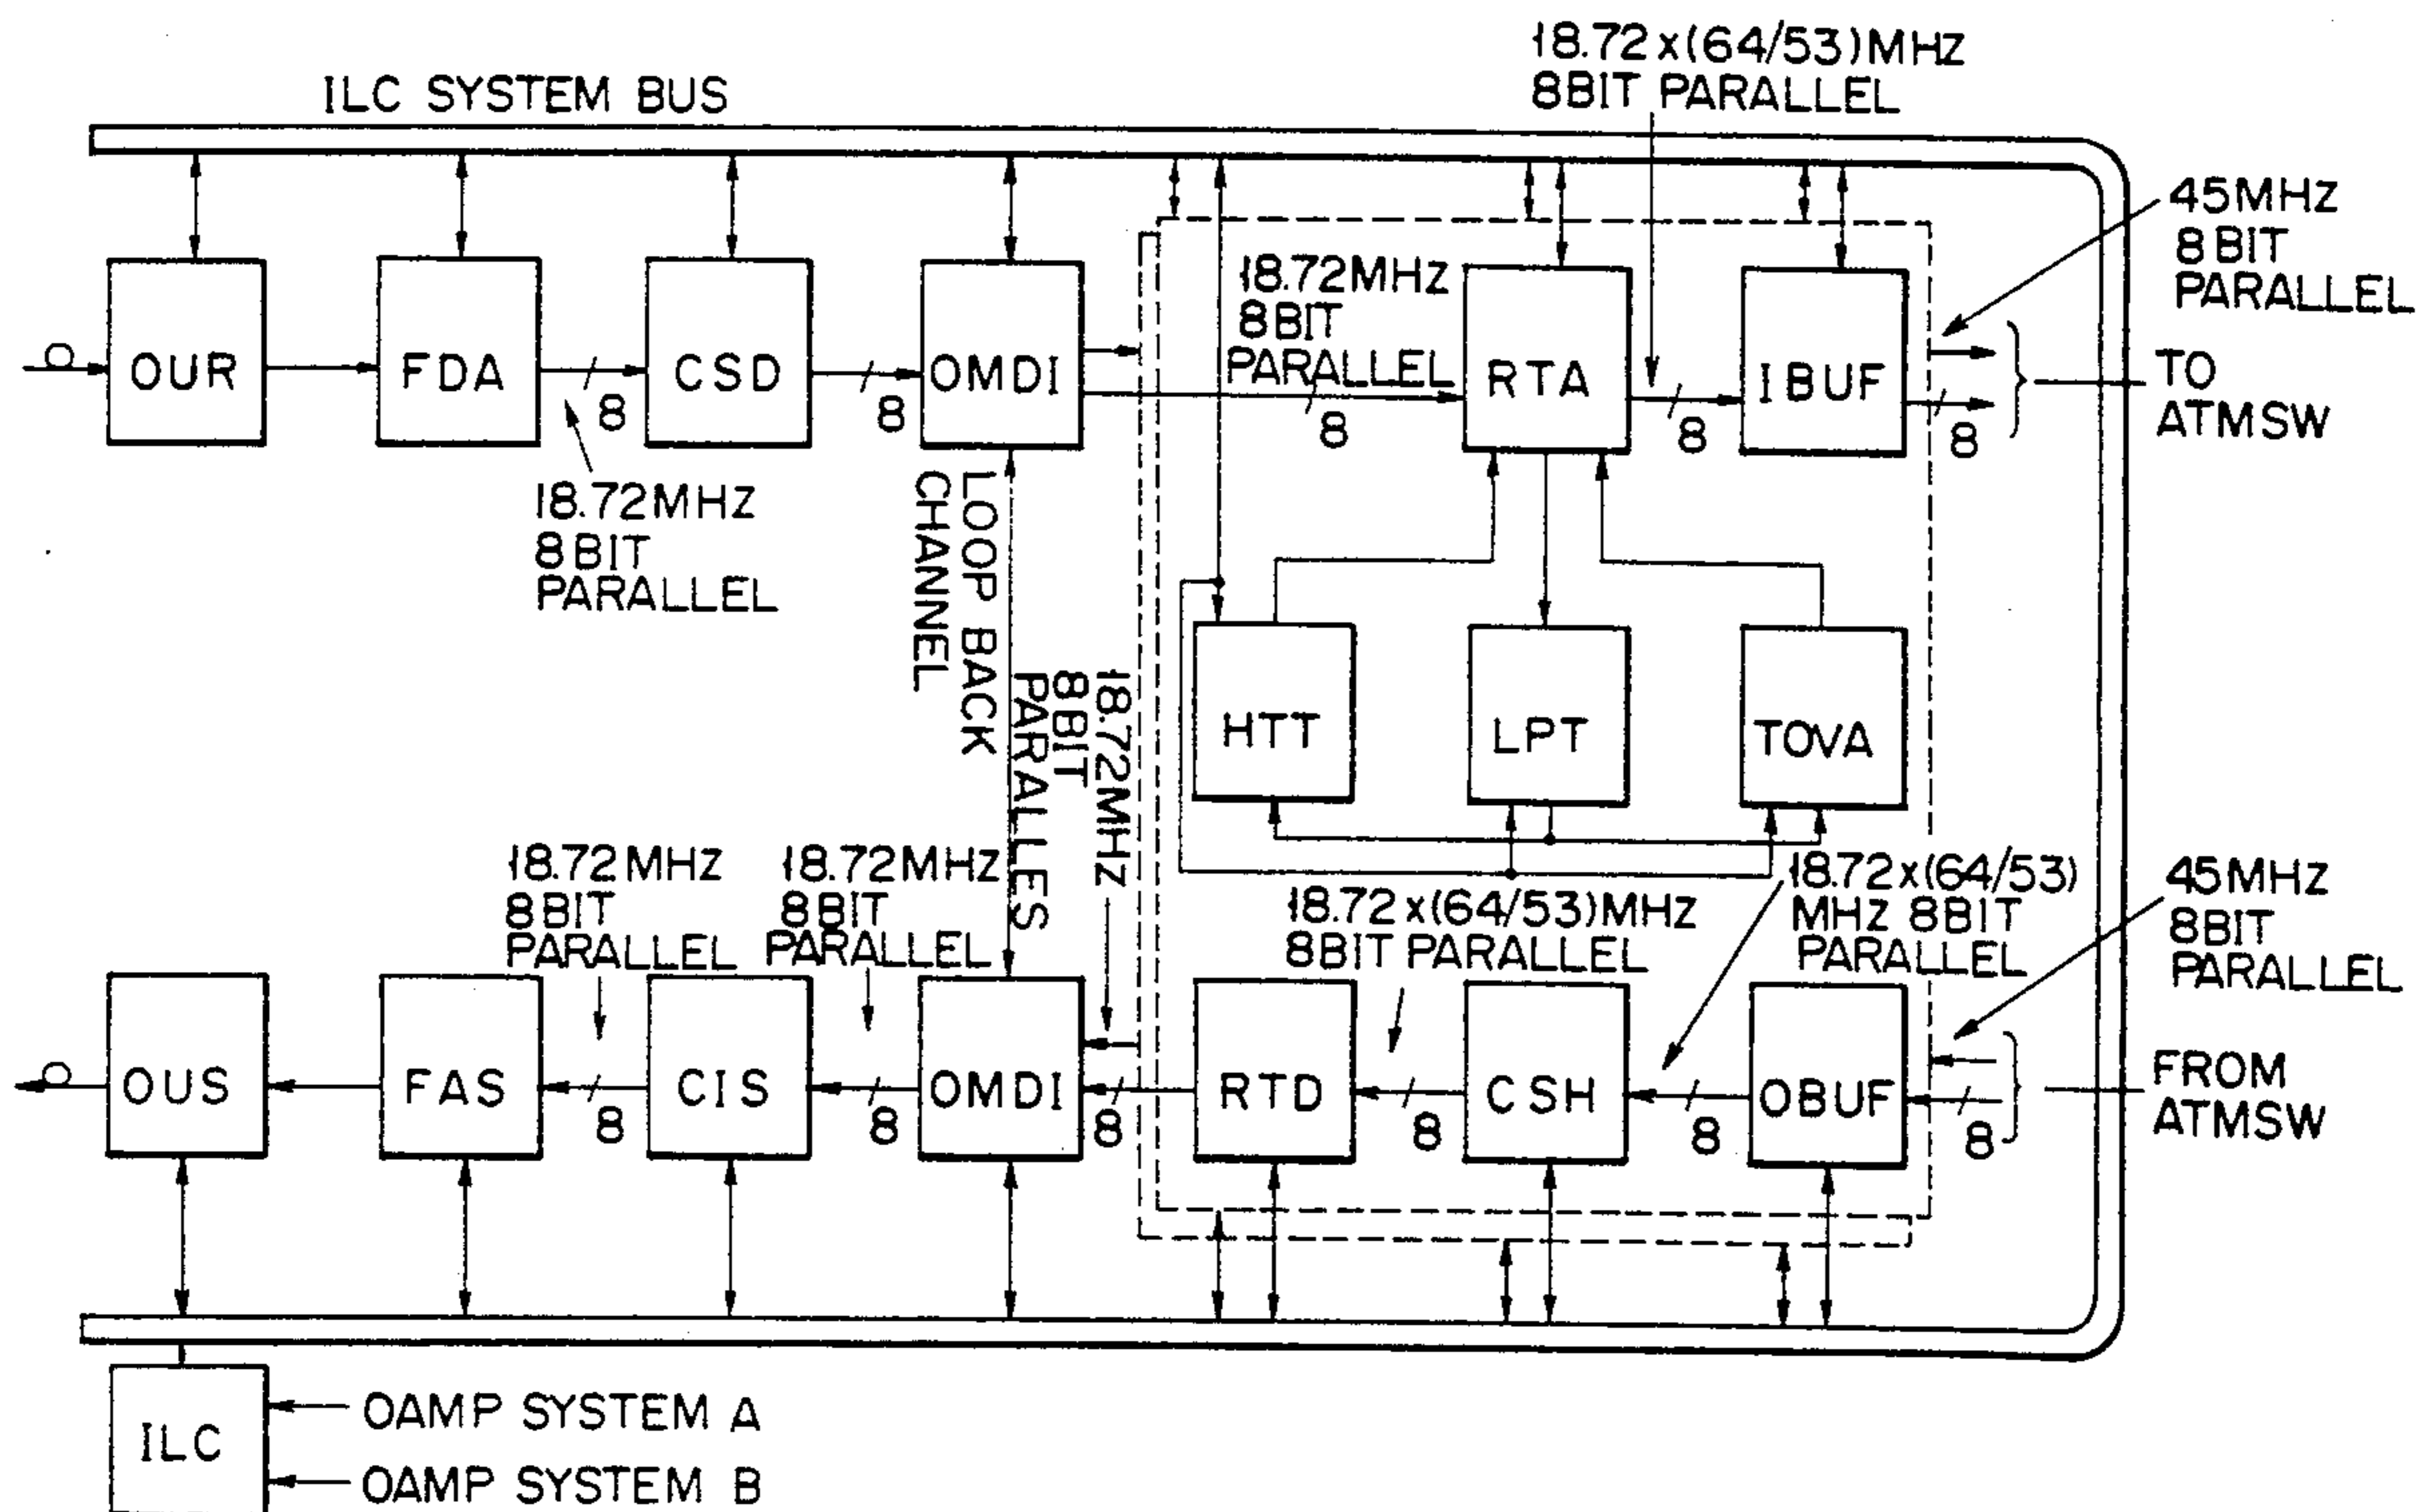 18.72x(64/53)MHZ
8BIT PARALLEL
ILC SYSTEM BUS
45MHZ
8BIT
PARALLEL
18.72MHZ
8BIT
PARALLEL
OUR
FDA
CSD
OMDI
RTA
IBUF
8
8
8
8
8
TO
ATMSW
18.72MHZ
8BIT
PARALLEL
LOOP BACK
CHANNEL
18.72MHZ
8BIT
PARALLES
HTT
LPT
TOVA
18.72MHZ
8BIT
PARALLEL
18.72MHZ
8BIT
PARALLEL
18.72x(64/53)MHZ
8BIT PARALLEL
18.72x(64/53)
MHZ 8BIT
PARALLEL
45MHZ
8BIT
PARALLEL
OUS
FAS
CIS
OMDI
RTD
CSH
OBUF
8
8
8
8
8
8
FROM
ATMSW
ILC
OAMP SYSTEM A
OAMP SYSTEM B